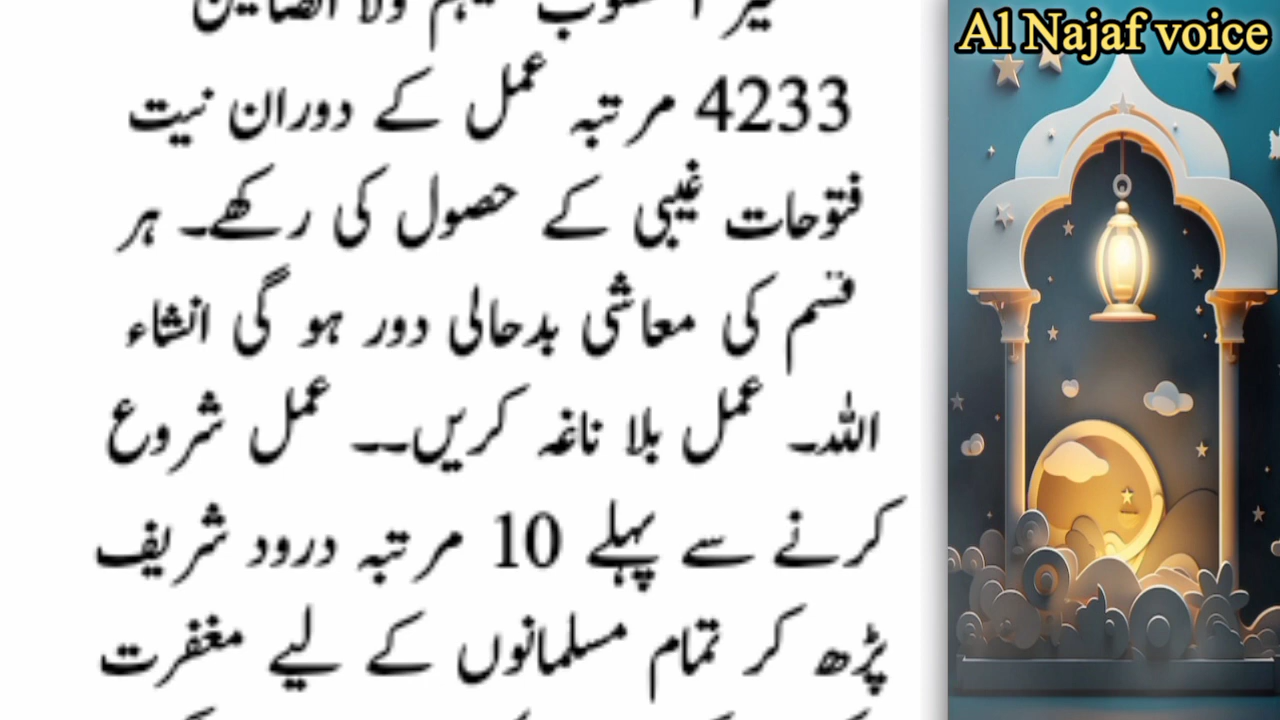 Al Najaf voice
ولا الضالین
4233 مرتبہ عمل کے دوران نیت
فتوحات غیبی کے حصول کی رکھے۔ ہر
قسم کی معاشی بدحالی دور ہو گی انشاء
اللہ۔ عمل بلا ناغہ کریں۔۔ عمل شروع
کرنے سے پہلے 10 مرتبہ درود شریف
پڑھ کر تمام مسلمانوں کے لیے مغفرت